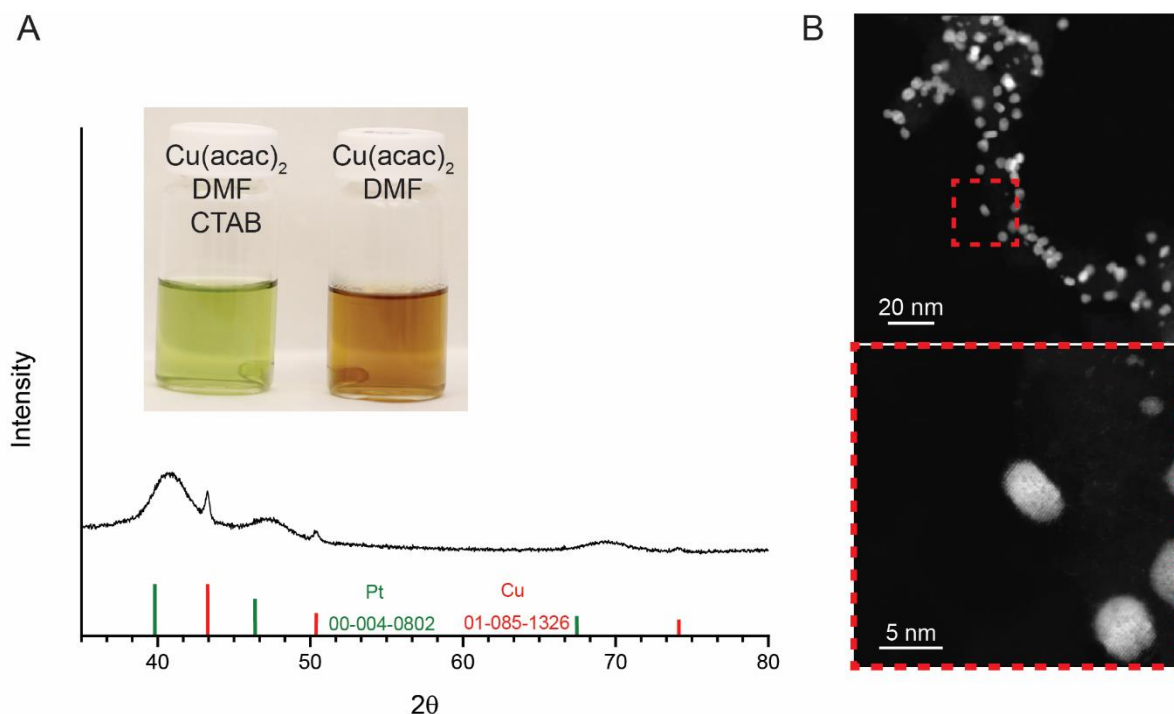 A
B
Cu(acac)₂
DMF
CTAB
Cu(acac)₂
DMF
20 nm
5 nm
Intensity
Pt
00-004-0802
Cu
01-085-1326
40
50
60
70
80
2θ